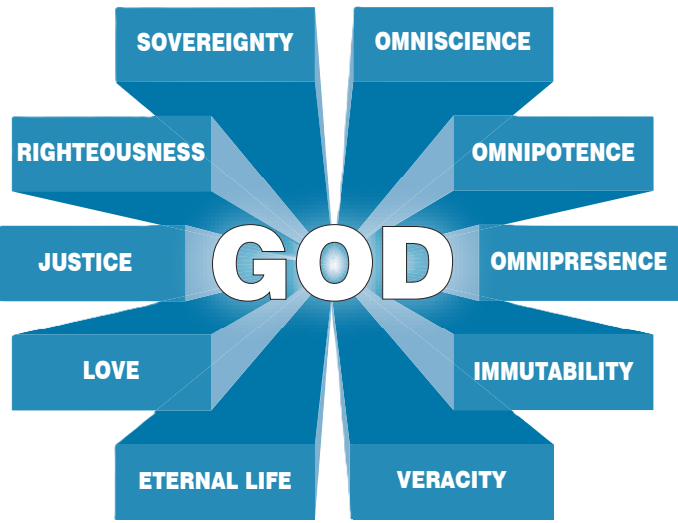 SOVEREIGNTY
OMNISCIENCE
RIGHTEOUSNESS
OMNIPOTENCE
JUSTICE
GOD
OMNIPRESENCE
LOVE
IMMUTABILITY
ETERNAL LIFE
VERACITY